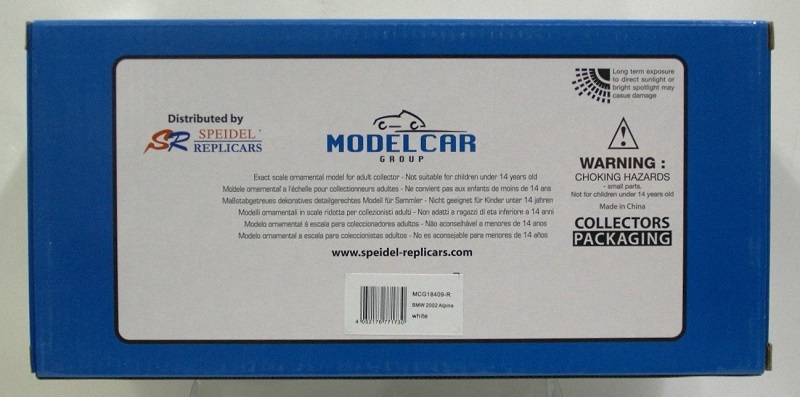 Long term exposure
to direct sunlight or
bright spotlight may
casue damage
Distributed by
SR SPEIDEL
REPLICARS
MODELCAR
GROUP
WARNING :
CHOKING HAZARDS
- small parts.
Not for children under 14 years old
Made in China
COLLECTORS
PACKAGING
Exact scale ornamental model for adult collector - Not suitable for children under 14 years old
Modele ornamental a l'échelle pour collectionneurs adultes - Ne convient pas aux enfants de moins de 14 ans
Maßstabgetreues dekoratives detailgerechtes Modell für Sammler - Nicht geeignet für Kinder unter 14 jahren
Modelli ornamentali in scale ridotta per collezionisti adulti - Non adatti a ragazzi di eta inferiore a 14 anni
Modelo ornamental à escala para coleccionadores adultos - Não aconselhável a menores de 14 anos
Modelo ornamental a escala para coleccionistas adultos - No es aconsejable para menores de 14 años
www.speidel-replicars.com
MCG18409-R
BMW 2002 Alpina
white
4 052176 771730